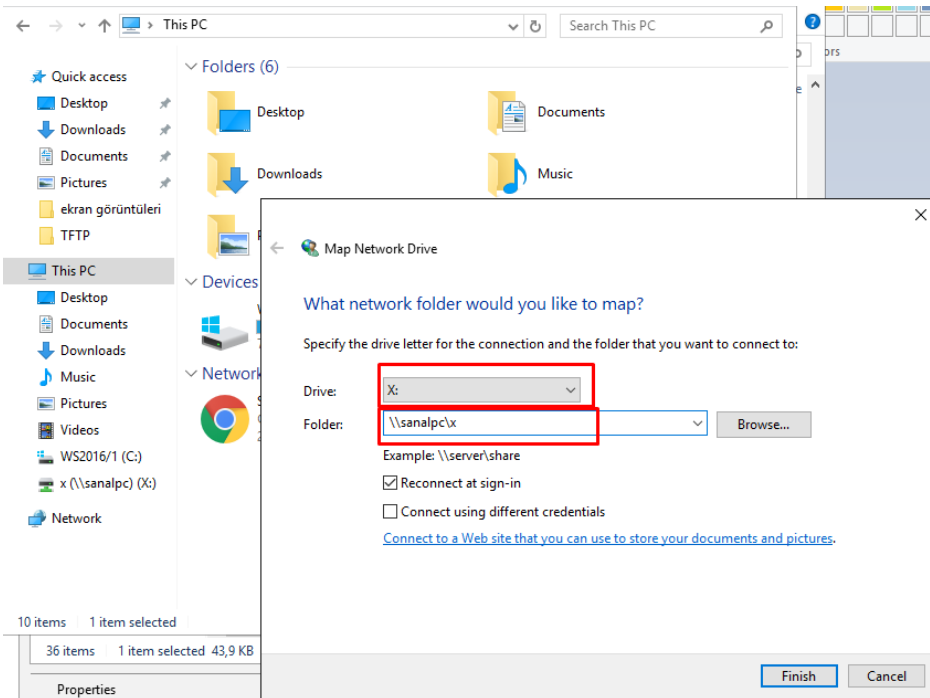 This PC
Search This PC
ors
Quick access
Desktop
Downloads
Documents
Pictures
ekran görüntüleri
TFTP
This PC
Desktop
Documents
Downloads
Music
Pictures
Videos
WS2016/1 (C:)
x (\\sanalpc) (X:)
Network
10 items 1 item selected
36 items 1 item selected 43,9 KB
Properties
Folders (6)
Desktop
Documents
Downloads
Music
Devices
Network
Map Network Drive
What network folder would you like to map?
Specify the drive letter for the connection and the folder that you want to connect to:
Drive: X:
Folder: \\sanalpc\x Browse...
Example: \\server\share
Reconnect at sign-in
Connect using different credentials
Connect to a Web site that you can use to store your documents and pictures.
Finish Cancel